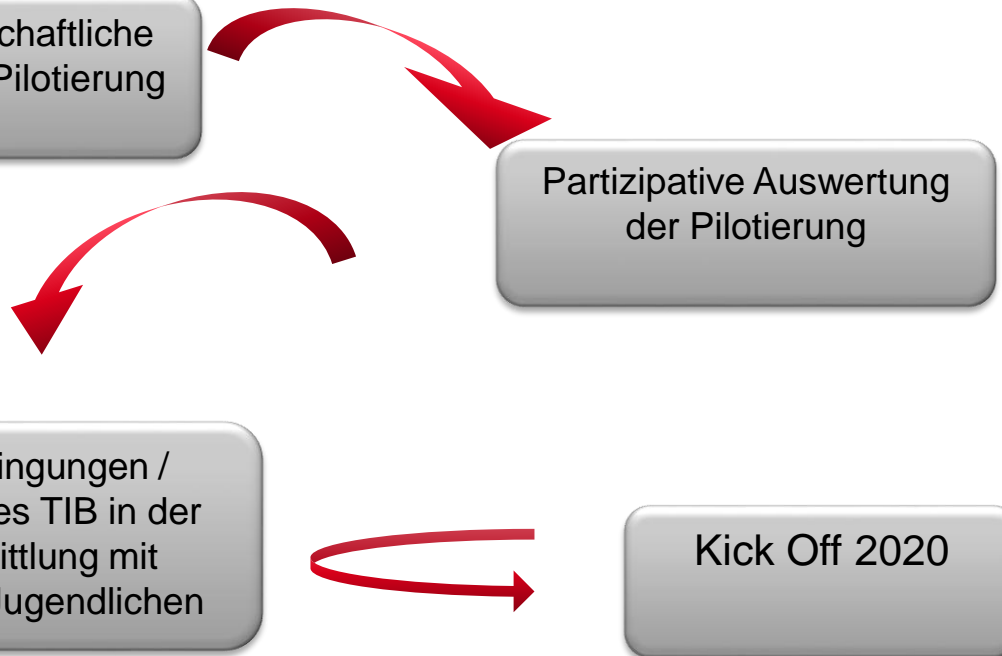 chaftliche
Pilotierung
Partizipative Auswertung
der Pilotierung
ingungen /
es TIB in der
ittlung mit
Jugendlichen
Kick Off 2020